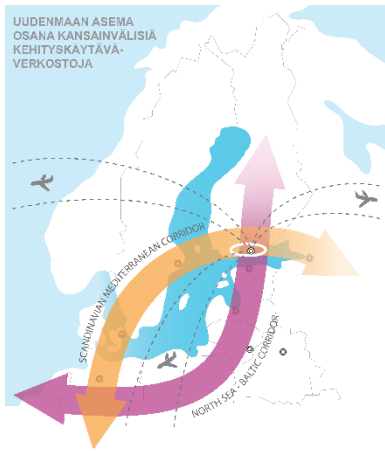 UUDENMAAN ASEMA
OSANA KANSAINVÄLISIÄ
KEHITYSKÄYTÄVÄ-
VERKOSTOJA
SCANDINAVIAN MEDITERRANEAN CORRIDOR
NORTH SEA - BALTIC CORRIDOR